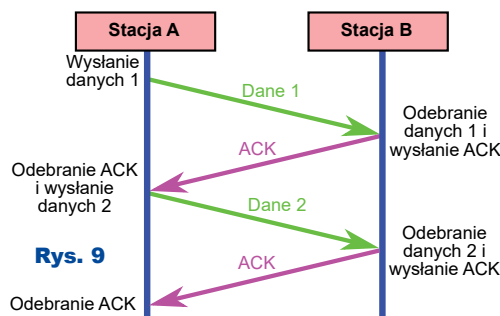 Stacja A
Stacja B
Wysłanie
danych 1
Dane 1
Odebranie
danych 1 i
wysłanie ACK
ACK
Odebranie ACK
i wysłanie
danych 2
Dane 2
Odebranie
danych 2 i
wysłanie ACK
Rys. 9
ACK
Odebranie ACK